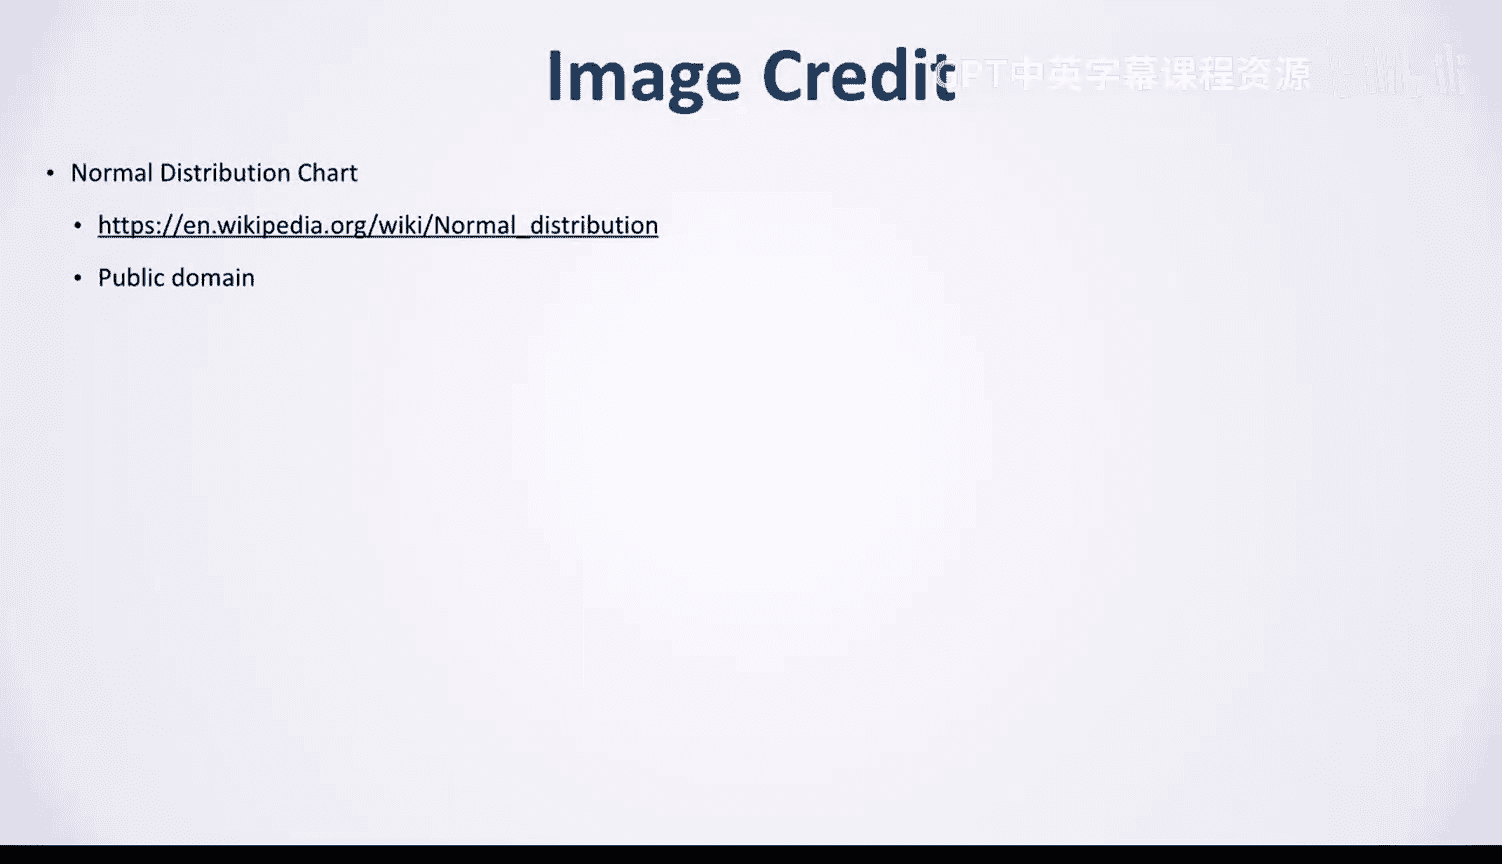 Image Credit
GPT中英字幕课程资源
• Normal Distribution Chart
• https://en.wikipedia.org/wiki/Normal_distribution
• Public domain